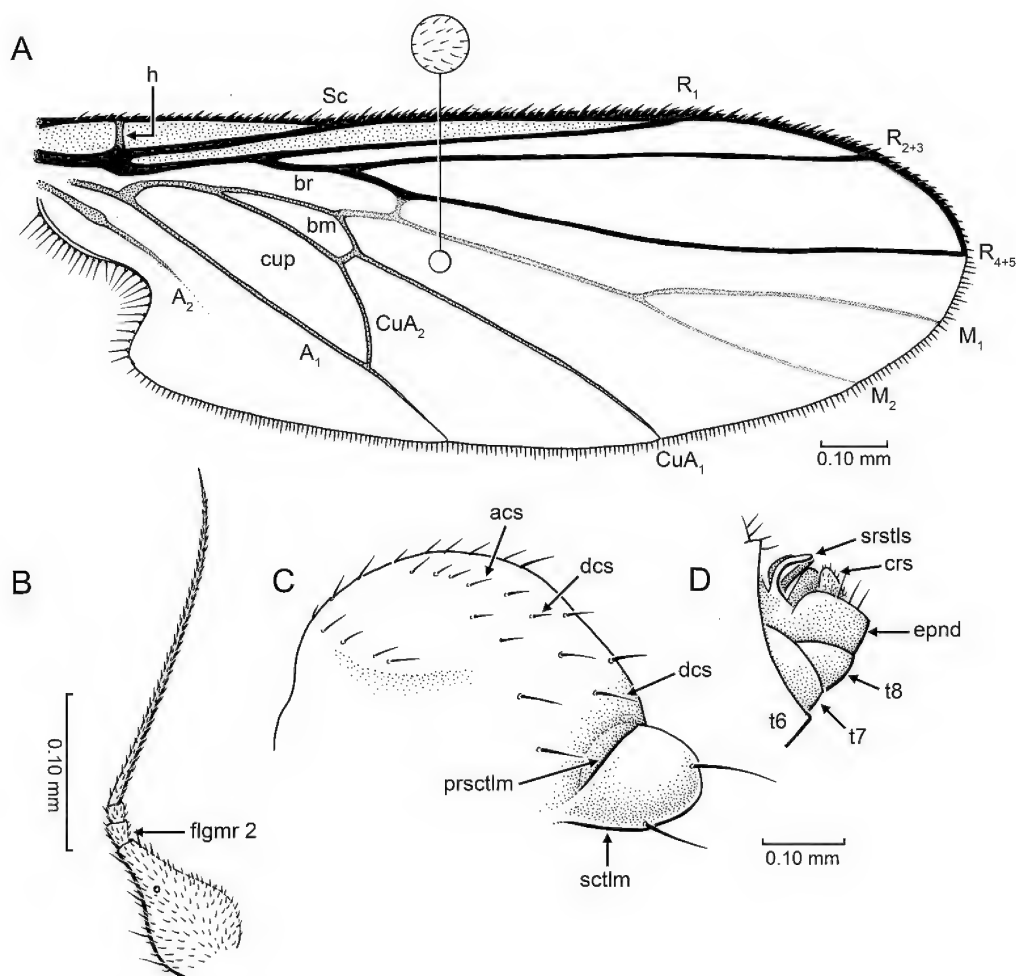 A
h
Sc
R1
R2+3
br
bm
cup
R4+5
A2
CuA2
A1
M1
M2
CuA1
0.10 mm
B
0.10 mm
flgmr 2
C
acs
dcs
dcs
prsctlm
sctlm
D
srstls
crs
epnd
t8
t7
t6
0.10 mm